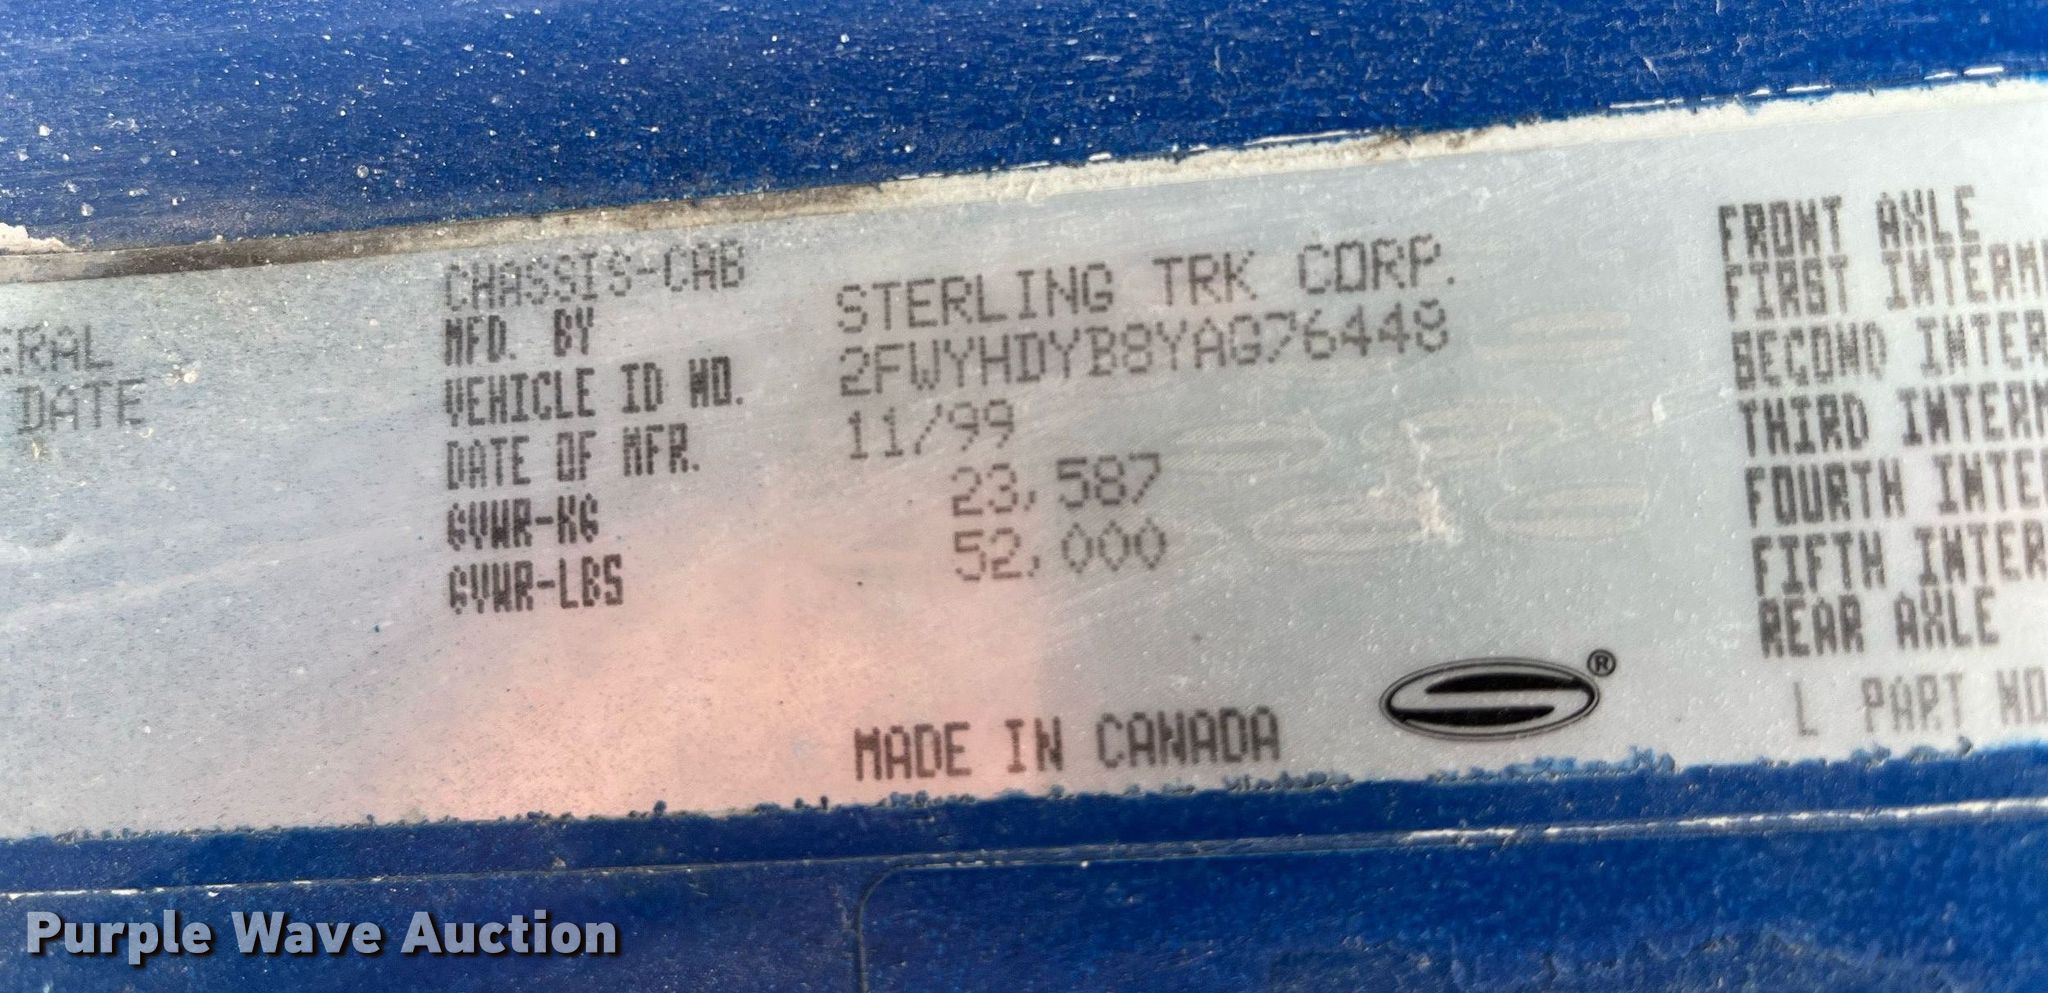 ERAL
DATE
CHASSIS-CAB
MFD. BY STERLING TRK CORP.
VEHICLE ID NO. 2FWYHDYB8YAG76448
DATE OF MFR. 11/99
GVWR-KG 23,587
GVWR-LBS 52,000
MADE IN CANADA
®
FRONT AXLE
FIRST INTERM
SECOND INTER
THIRD INTERM
FOURTH INTE
FIFTH INTER
REAR AXLE
L PART NO
Purple Wave Auction